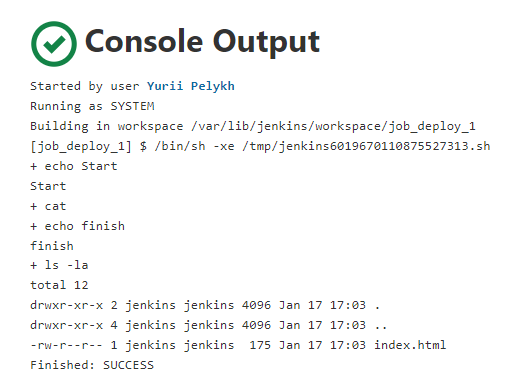 Console Output
Started by user Yurii Pelykh
Running as SYSTEM
Building in workspace /var/lib/jenkins/workspace/job_deploy_1
[job_deploy_1] $ /bin/sh -xe /tmp/jenkins6019670110875527313.sh
+ echo Start
Start
+ cat
+ echo finish
finish
+ ls -la
total 12
drwxr-xr-x 2 jenkins jenkins 4096 Jan 17 17:03 .
drwxr-xr-x 4 jenkins jenkins 4096 Jan 17 17:03 ..
-rw-r--r-- 1 jenkins jenkins  175 Jan 17 17:03 index.html
Finished: SUCCESS